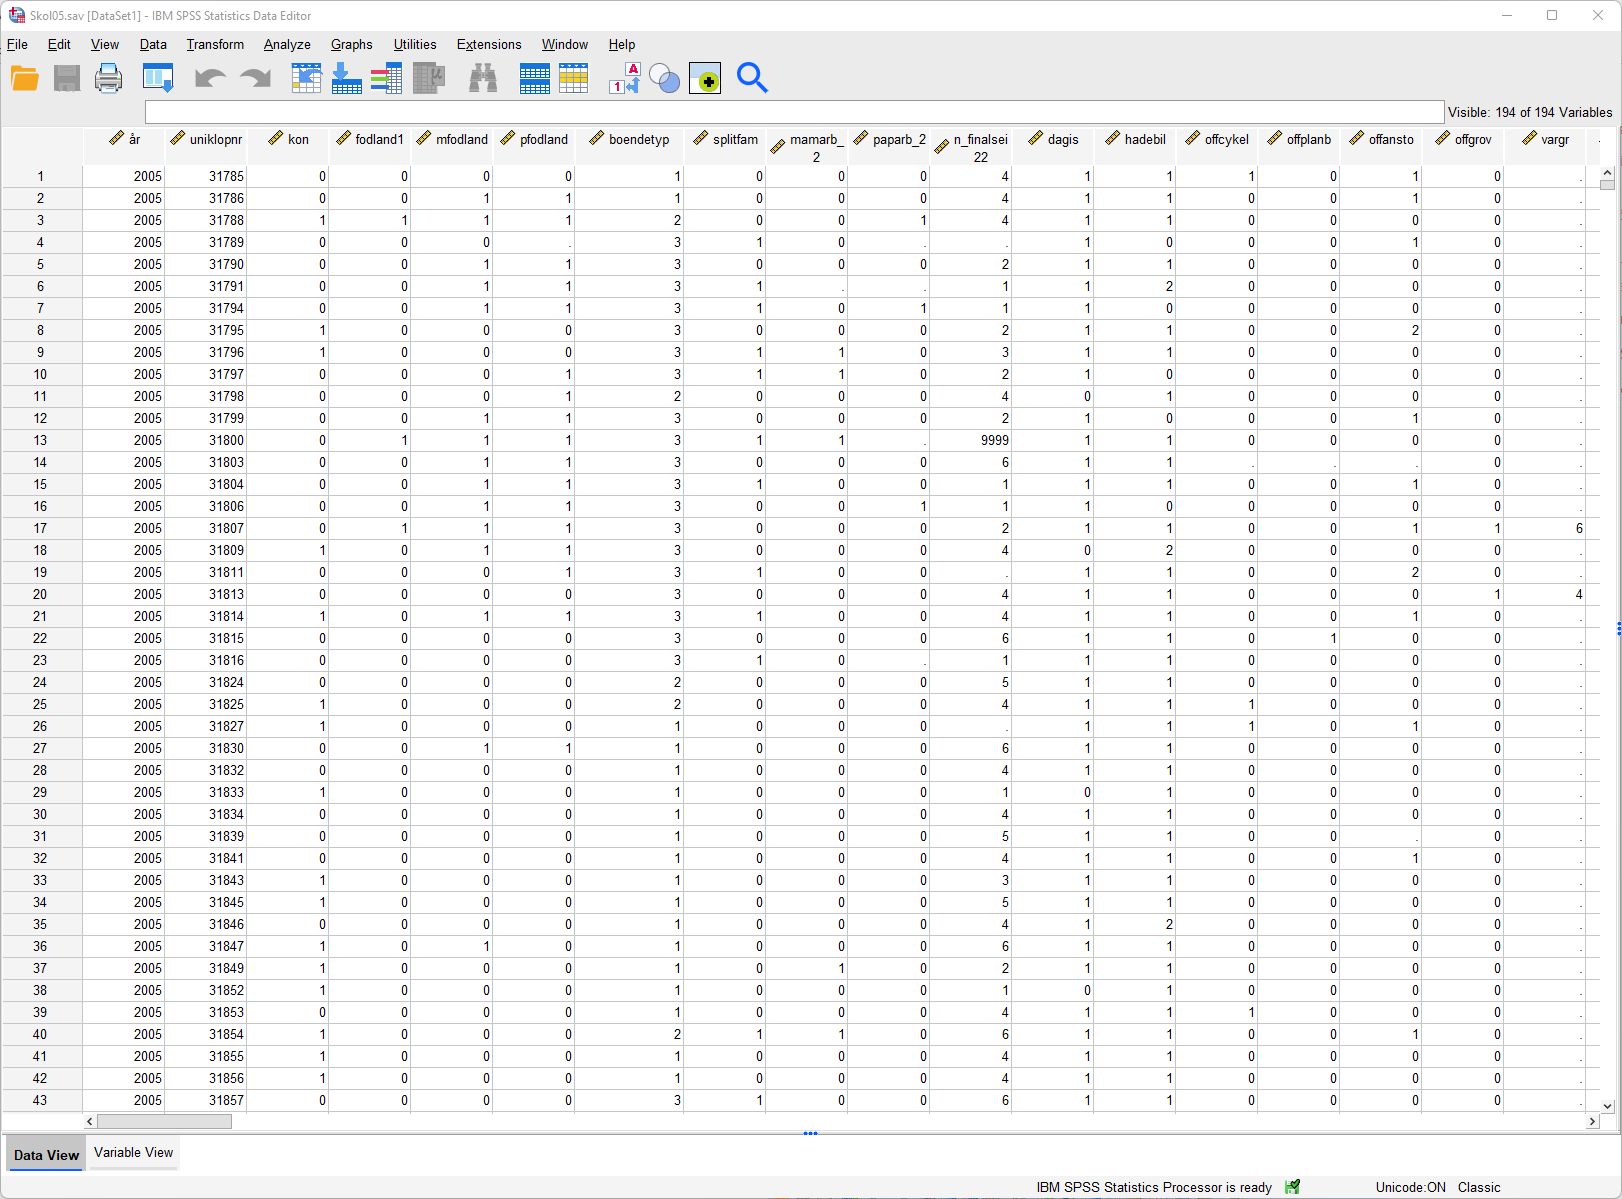 Skol05.sav [DataSet1] - IBM SPSS Statistics Data Editor
File Edit View Data Transform Analyze Graphs Utilities Extensions Window Help
Visible: 194 of 194 Variables
år uniklopnr kon fodland1 mfodland pfodland boendetyp splitfam mamarb_2 paparb_2 n_finalsei22 dagis hadebil offcykel offplanb offansto offgrov vargr
1 2005 31785 0 0 0 0 1 0 0 0 4 1 1 1 0 1 0 .
2 2005 31786 0 0 1 1 1 0 0 0 4 1 1 0 0 1 0 .
3 2005 31788 1 1 1 1 2 0 0 1 4 1 1 0 0 0 0 .
4 2005 31789 0 0 0 . 3 1 0 . . 1 0 0 0 1 0 .
5 2005 31790 0 0 1 1 3 0 0 0 2 1 1 0 0 0 0 .
6 2005 31791 0 0 1 1 3 1 . . 1 1 2 0 0 0 0 .
7 2005 31794 0 0 1 1 3 1 0 1 1 1 0 0 0 0 0 .
8 2005 31795 1 0 0 0 3 0 0 0 2 1 1 0 0 2 0 .
9 2005 31796 1 0 0 0 3 1 1 0 3 1 1 0 0 0 0 .
10 2005 31797 0 0 0 1 3 1 1 0 2 1 0 0 0 0 0 .
11 2005 31798 0 0 0 1 2 0 0 0 4 0 1 0 0 0 0 .
12 2005 31799 0 0 1 1 3 0 0 0 2 1 0 0 0 1 0 .
13 2005 31800 0 1 1 1 3 1 1 . 9999 1 1 0 0 0 0 .
14 2005 31803 0 0 1 1 3 0 0 0 6 1 1 . . . 0 .
15 2005 31804 0 0 1 1 3 1 0 0 1 1 1 0 0 1 0 .
16 2005 31806 0 0 1 1 3 0 0 1 1 1 0 0 0 0 0 .
17 2005 31807 0 1 1 1 3 0 0 0 2 1 1 0 0 1 1 6
18 2005 31809 1 0 1 1 3 0 0 0 4 0 2 0 0 0 0 .
19 2005 31811 0 0 0 1 3 1 0 0 . 1 1 0 0 2 0 .
20 2005 31813 0 0 0 0 3 0 0 0 4 1 1 0 0 0 1 4
21 2005 31814 1 0 1 1 3 1 0 0 4 1 1 0 0 1 0 .
22 2005 31815 0 0 0 0 3 0 0 0 6 1 1 0 1 0 0 .
23 2005 31816 0 0 0 0 3 1 0 . 1 1 1 0 0 0 0 .
24 2005 31824 0 0 0 0 2 0 0 0 5 1 1 0 0 0 0 .
25 2005 31825 1 0 0 0 2 0 0 0 4 1 1 1 0 0 0 .
26 2005 31827 1 0 0 0 1 0 0 0 . 1 1 1 0 1 0 .
27 2005 31830 0 0 1 1 1 0 0 0 6 1 1 0 0 0 0 .
28 2005 31832 0 0 0 0 1 0 0 0 4 1 1 0 0 0 0 .
29 2005 31833 1 0 0 0 1 0 0 0 1 0 1 0 0 0 0 .
30 2005 31834 0 0 0 0 1 0 0 0 4 1 1 0 0 0 0 .
31 2005 31839 0 0 0 0 1 0 0 0 5 1 1 0 0 . 0 .
32 2005 31841 0 0 0 0 1 0 0 0 4 1 1 0 0 1 0 .
33 2005 31843 1 0 0 0 1 0 0 0 3 1 1 0 0 0 0 .
34 2005 31845 1 0 0 0 1 0 0 0 5 1 1 0 0 0 0 .
35 2005 31846 0 0 0 0 1 0 0 0 4 1 2 0 0 0 0 .
36 2005 31847 1 0 1 0 1 0 0 0 6 1 1 0 0 0 0 .
37 2005 31849 1 0 0 0 1 0 1 0 2 1 1 0 0 0 0 .
38 2005 31852 1 0 0 0 1 0 0 0 1 0 1 0 0 0 0 .
39 2005 31853 0 0 0 0 1 0 0 0 4 1 1 1 0 0 0 .
40 2005 31854 1 0 0 0 2 1 1 0 6 1 1 0 0 1 0 .
41 2005 31855 1 0 0 0 1 0 0 0 4 1 1 0 0 0 0 .
42 2005 31856 1 0 0 0 1 0 0 0 4 1 1 0 0 0 0 .
43 2005 31857 0 0 0 0 3 1 0 0 6 1 1 0 0 0 0 .
Data View Variable View
IBM SPSS Statistics Processor is ready Unicode:ON Classic